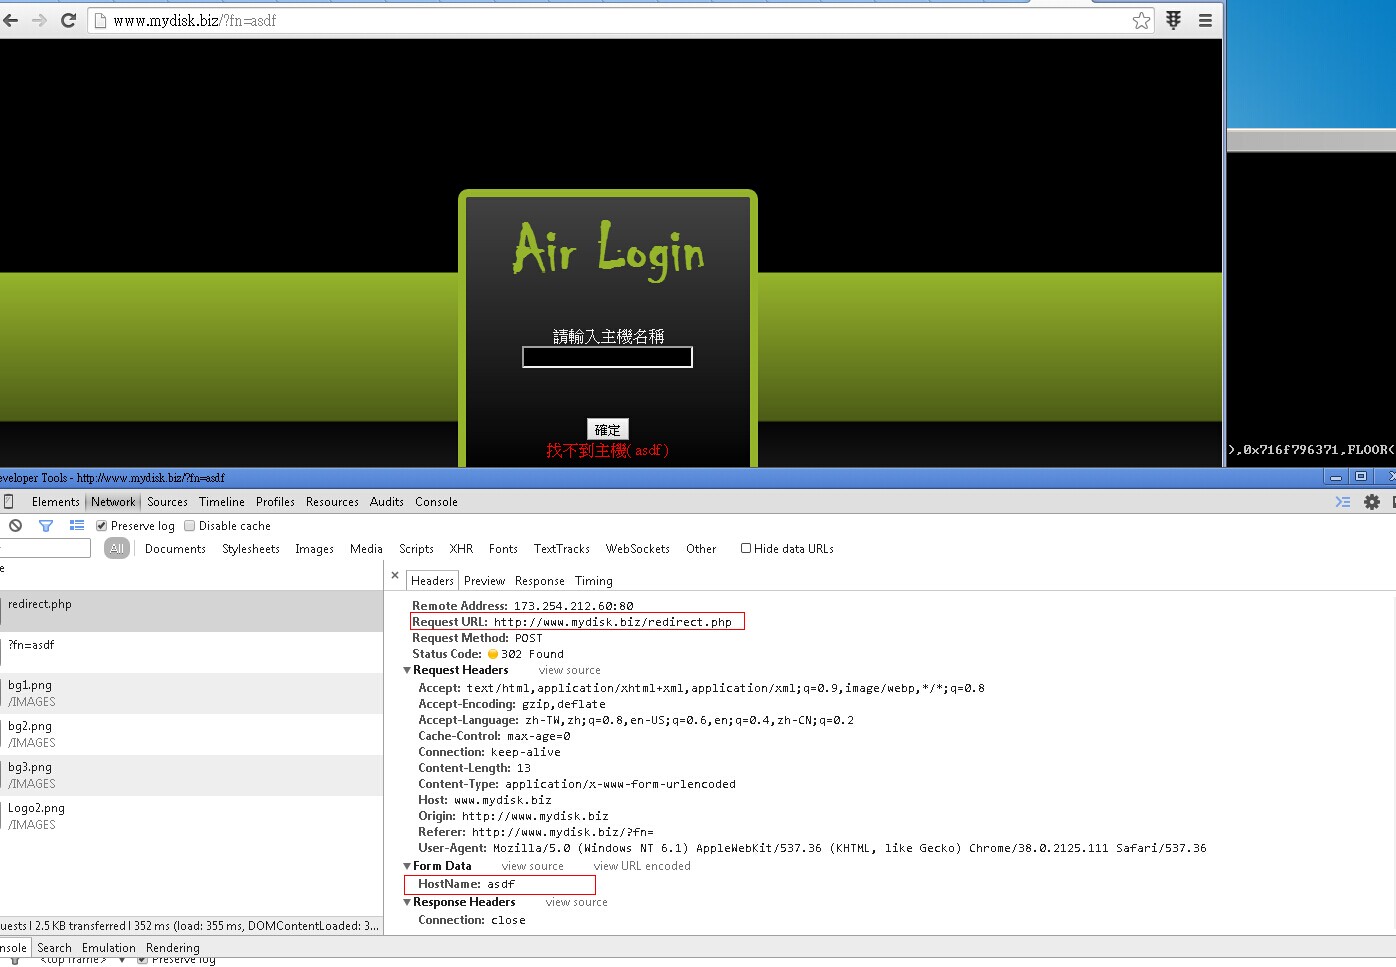 www.mydisk.biz/?fn=asdf
Air Login
請輸入主機名稱
確定
找不到主機( asdf )
),0x716f796371,FLOOR(
eveloper Tools - http://www.mydisk.biz/?fn=asdf
Elements Network Sources Timeline Profiles Resources Audits Console
Preserve log Disable cache
All Documents Stylesheets Images Media Scripts XHR Fonts TextTracks WebSockets Other Hide data URLs
e
× Headers Preview Response Timing
redirect.php
?fn=asdf
bg1.png
/IMAGES
bg2.png
/IMAGES
bg3.png
/IMAGES
Logo2.png
/IMAGES
Remote Address: 173.254.212.60:80
Request URL: http://www.mydisk.biz/redirect.php
Request Method: POST
Status Code: 302 Found
Request Headers view source
Accept: text/html,application/xhtml+xml,application/xml;q=0.9,image/webp,*/*;q=0.8
Accept-Encoding: gzip,deflate
Accept-Language: zh-TW,zh;q=0.8,en-US;q=0.6,en;q=0.4,zh-CN;q=0.2
Cache-Control: max-age=0
Connection: keep-alive
Content-Length: 13
Content-Type: application/x-www-form-urlencoded
Host: www.mydisk.biz
Origin: http://www.mydisk.biz
Referer: http://www.mydisk.biz/?fn=
User-Agent: Mozilla/5.0 (Windows NT 6.1) AppleWebKit/537.36 (KHTML, like Gecko) Chrome/38.0.2125.111 Safari/537.36
Form Data view source view URL encoded
HostName: asdf
Response Headers view source
Connection: close
uests | 2.5 KB transferred | 352 ms (load: 355 ms, DOMContentLoaded: 3...
nsole Search Emulation Rendering
<top frame> Preserve log